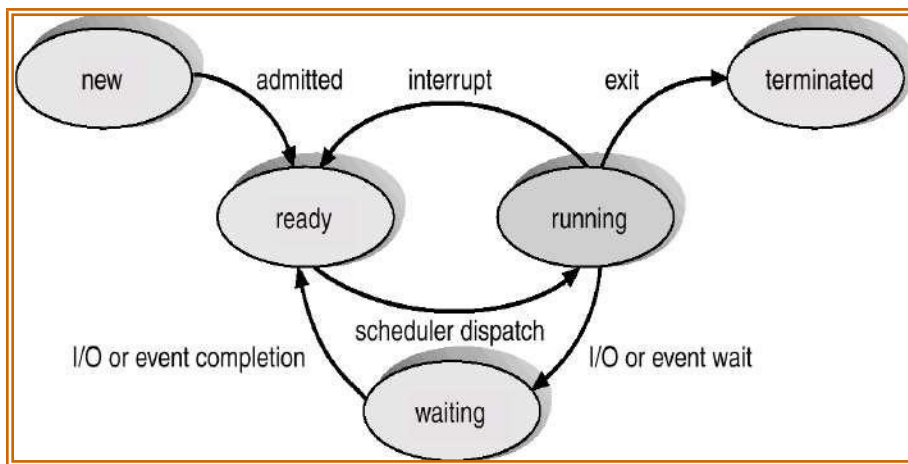 new
admitted
interrupt
exit
terminated
ready
running
scheduler dispatch
I/O or event completion
I/O or event wait
waiting